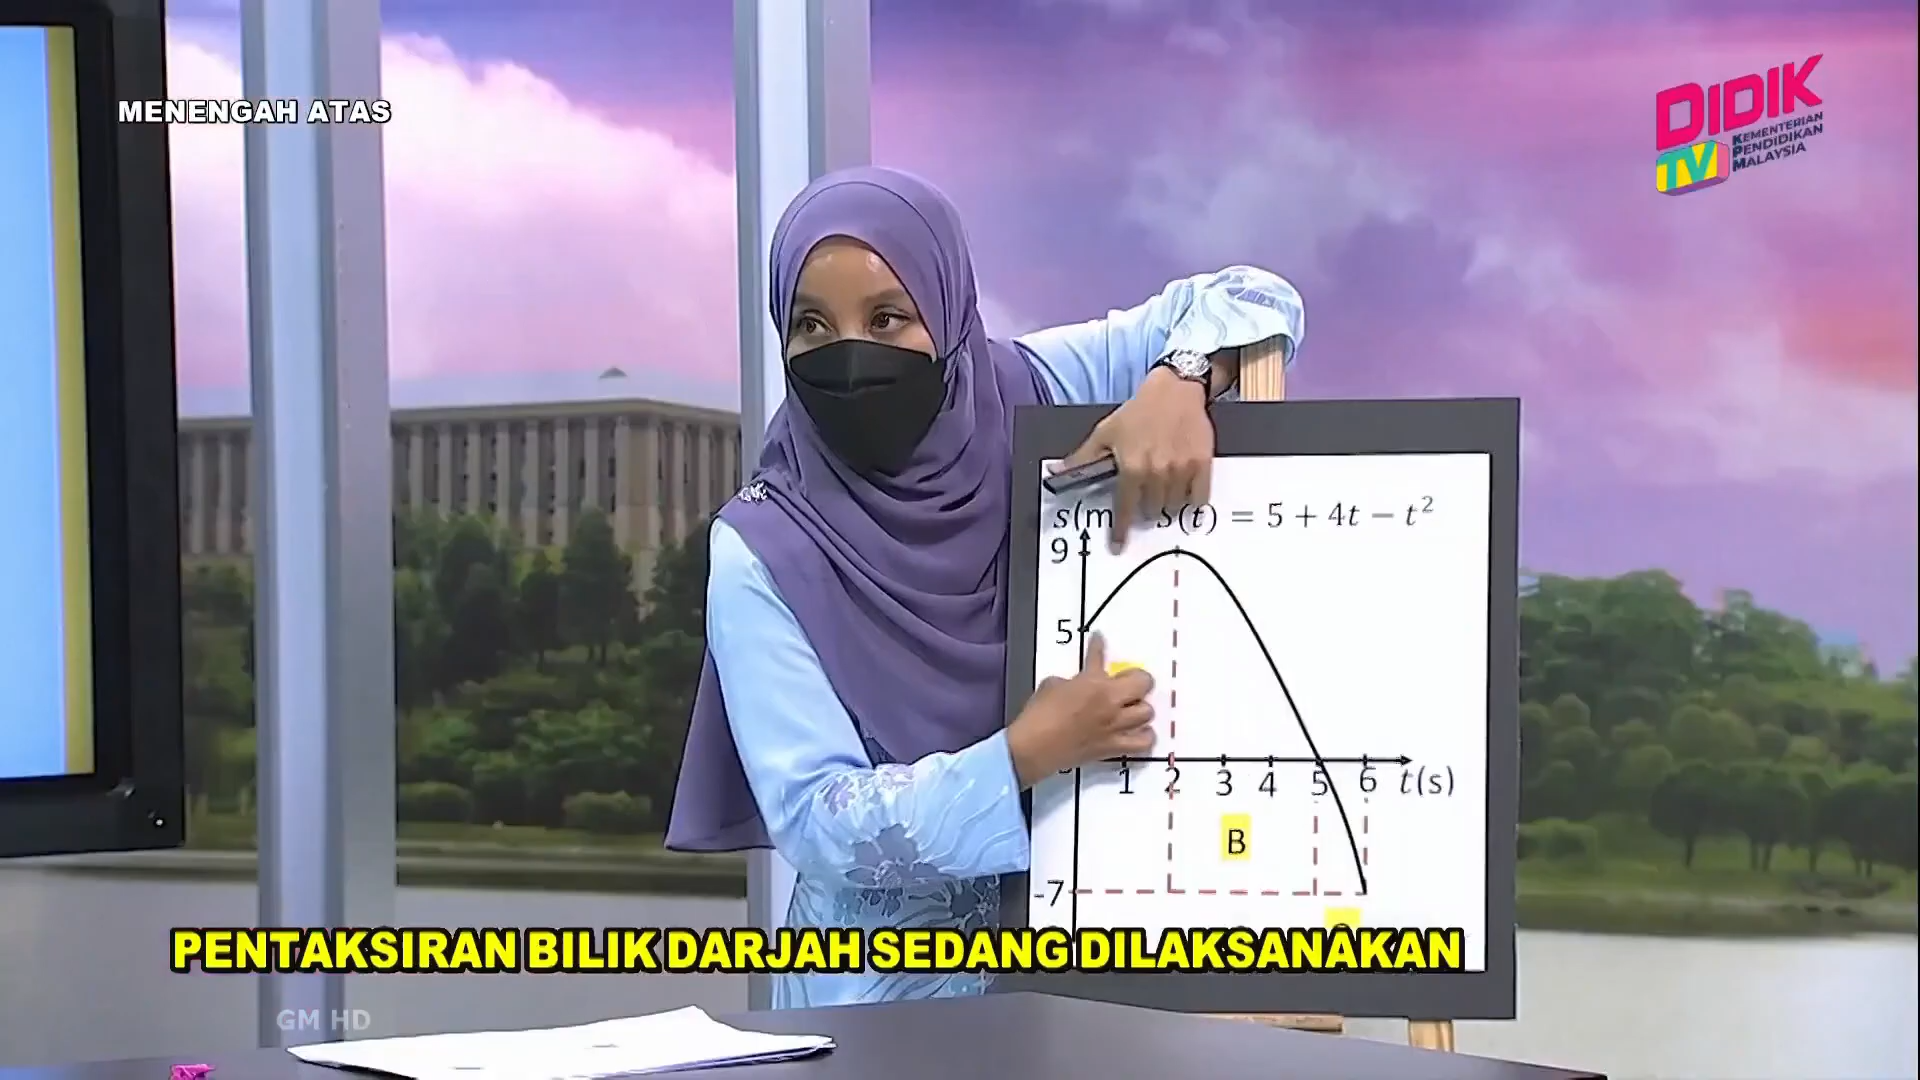 MENENGAH ATAS
DIDIK
TV
KEMENTERIAN
PENDIDIKAN
MALAYSIA
s(m S(t) = 5 + 4t − t²
9
5
1 2 3 4 5 6 t(s)
B
-7
PENTAKSIRAN BILIK DARJAH SEDANG DILAKSANAKAN
GM HD